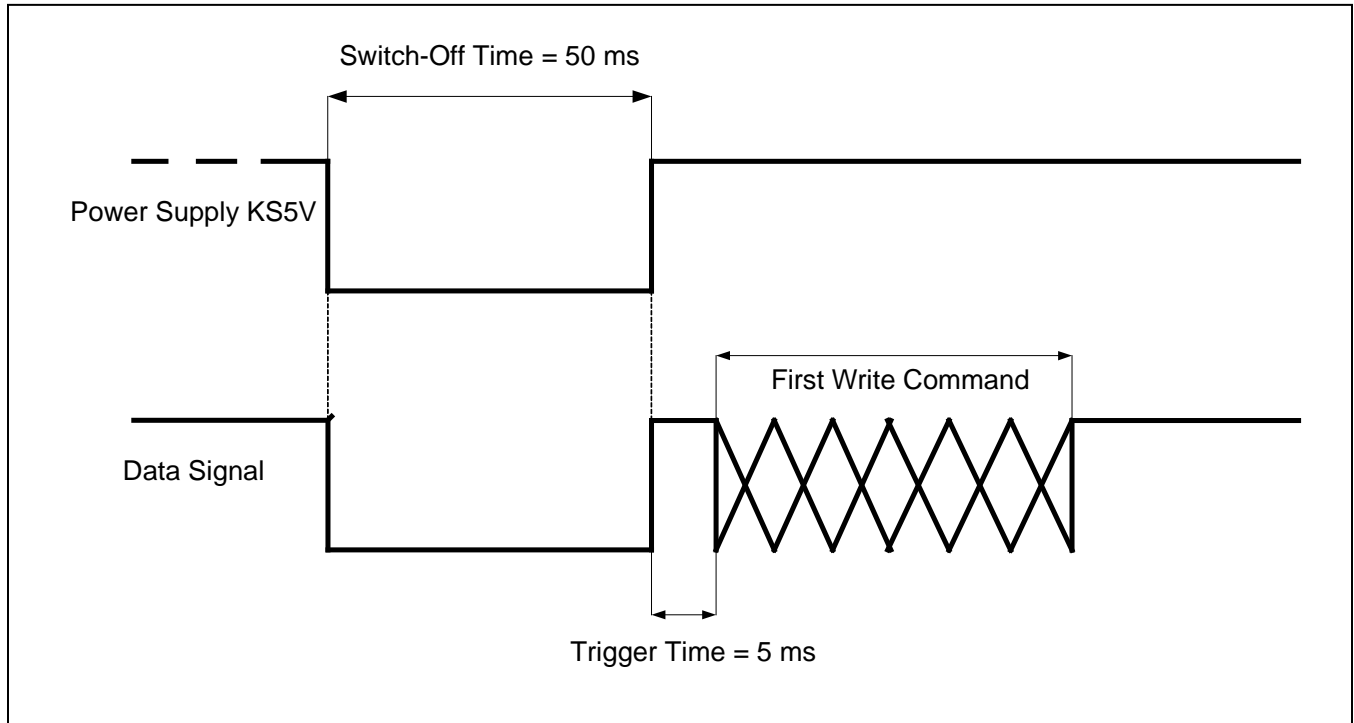 Switch-Off Time = 50 ms
Power Supply KS5V
First Write Command
Data Signal
Trigger Time = 5 ms